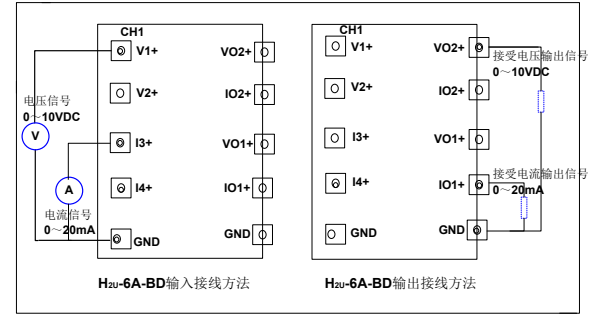 CH1
V1+
VO2+
V2+
IO2+
电压信号
0～10VDC
V
I3+
VO1+
A
I4+
IO1+
电流信号
0～20mA
GND
GND
H2U-6A-BD输入接线方法
CH1
V1+
VO2+
接受电压输出信号
0～10VDC
V2+
IO2+
I3+
VO1+
接受电流输出信号
0～20mA
I4+
IO1+
GND
GND
H2U-6A-BD输出接线方法